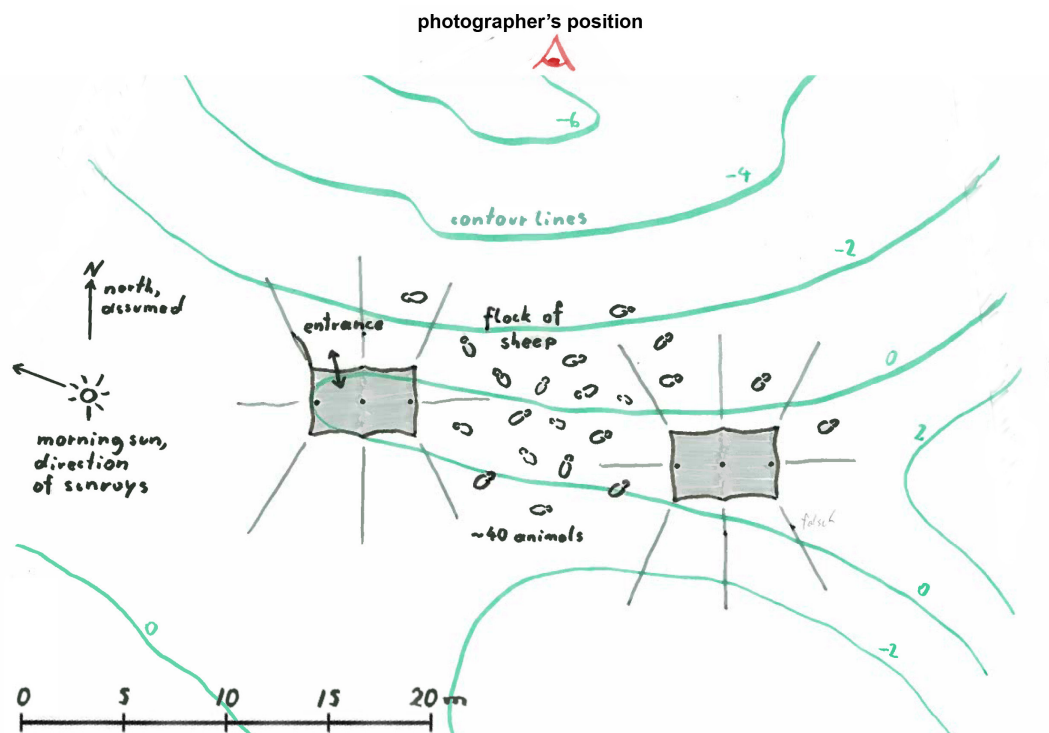 photographer's position
-6
-4
contour lines
-2
N
north,
assumed
entrance
flock of
sheep
0
2
morning sun,
direction
of sunrays
~40 animals
falsch
0
0
-2
0 5 10 15 20 m